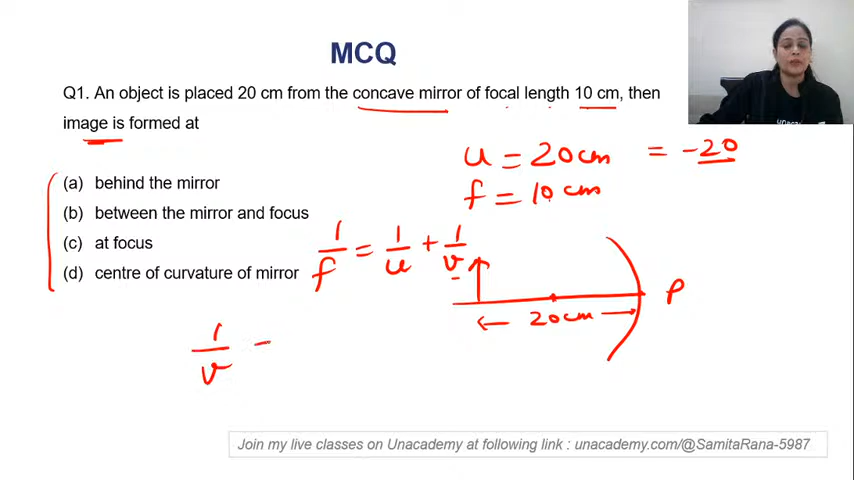 MCQ
Q1. An object is placed 20 cm from the concave mirror of focal length 10 cm, then
image is formed at
u = 20cm = -20
f = 10 cm
(a) behind the mirror
(b) between the mirror and focus
(c) at focus
(d) centre of curvature of mirror
1/f = 1/u + 1/v
P
20cm
1/v =
Join my live classes on Unacademy at following link : unacademy.com/@SamitaRana-5987